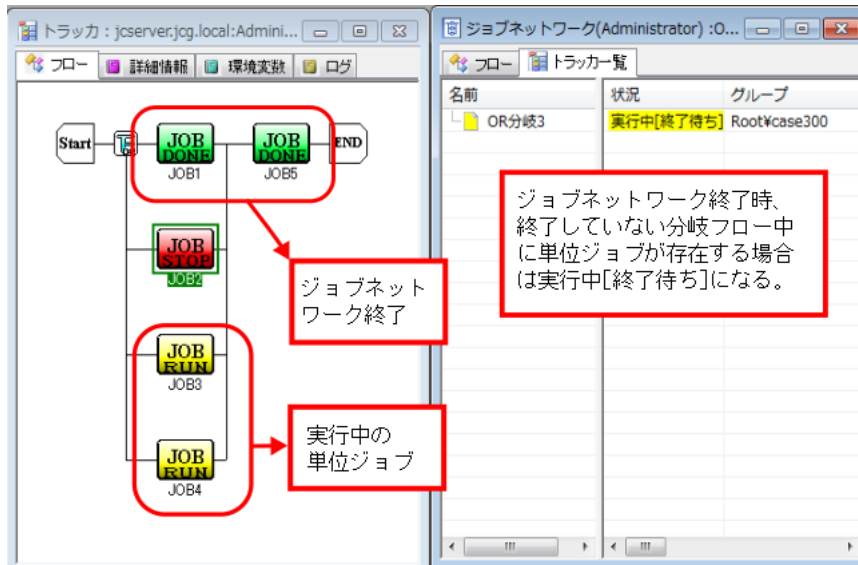 トラッカ：jcserver.jcg.local:Admini...
フロー 詳細情報 環境変数 ログ
Start
JOB DONE
JOB1
JOB DONE
JOB5
END
JOB STOP
JOB2
JOB RUN
JOB3
JOB RUN
JOB4
ジョブネット
ワーク終了
実行中の
単位ジョブ
ジョブネットワーク(Administrator) :O...
フロー トラッカ一覧
名前 状況 グループ
OR分岐3 実行中[終了待ち] Root¥case300
ジョブネットワーク終了時、
終了していない分岐フロー中
に単位ジョブが存在する場合
は実行中[終了待ち]になる。